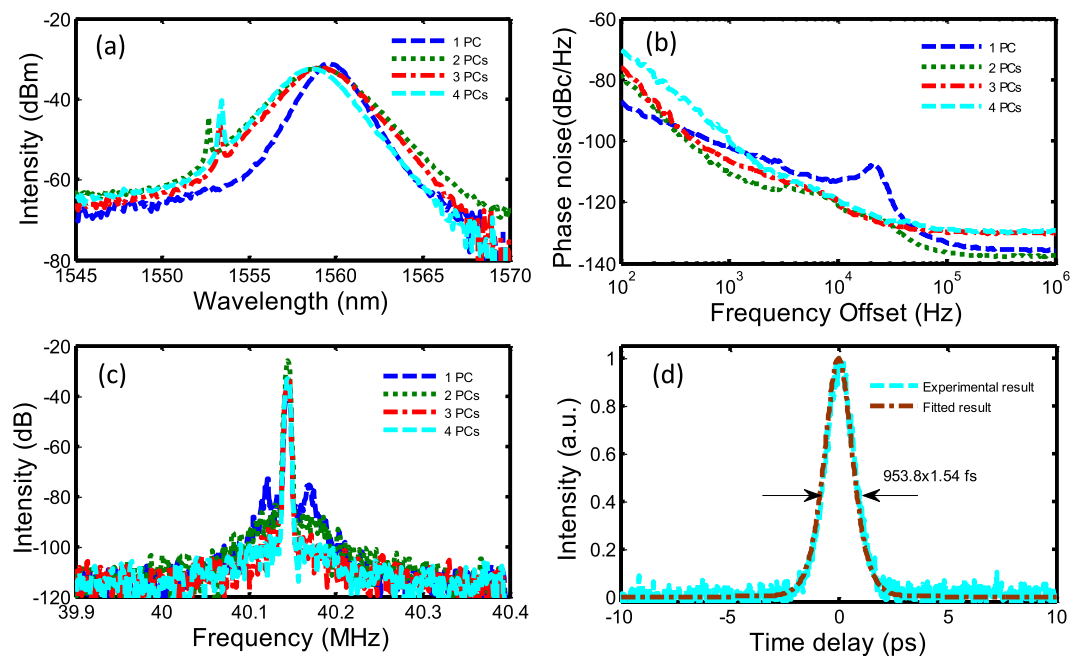 (a)
1 PC
2 PCs
3 PCs
4 PCs
-20
-40
-60
-80
Intensity (dBm)
1545
1550
1555
1560
1565
1570
Wavelength (nm)
(b)
1 PC
2 PCs
3 PCs
4 PCs
-60
-80
-100
-120
-140
Phase noise(dBc/Hz)
10^2
10^3
10^4
10^5
10^6
Frequency Offset (Hz)
(c)
1 PC
2 PCs
3 PCs
4 PCs
-20
-40
-60
-80
-100
-120
Intensity (dB)
39.9
40
40.1
40.2
40.3
40.4
Frequency (MHz)
(d)
Experimental result
Fitted result
953.8x1.54 fs
1
0.8
0.6
0.4
0.2
0
Intensity (a.u.)
-10
-5
0
5
10
Time delay (ps)